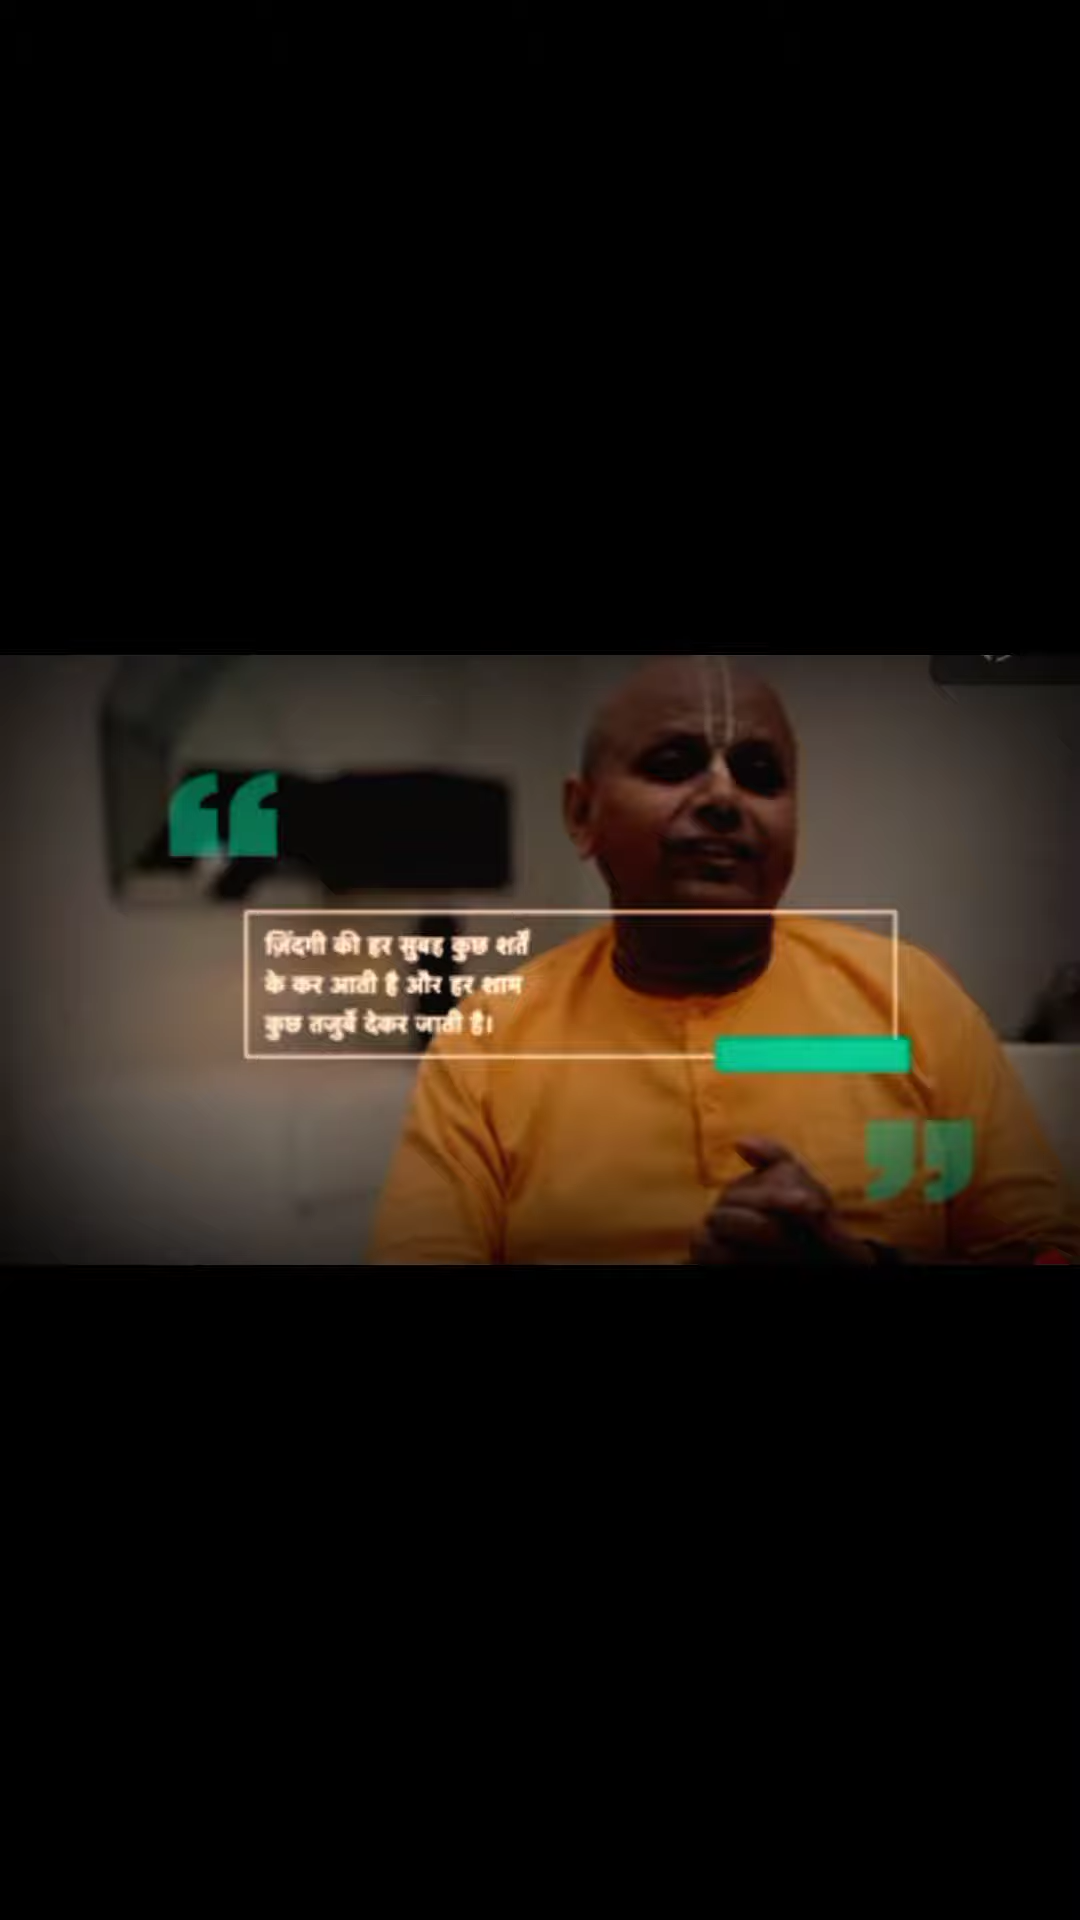 ज़िंदगी की हर सुबह कुछ शर्तें
के कर आती है और हर शाम
कुछ तजुर्बे देकर जाती है।